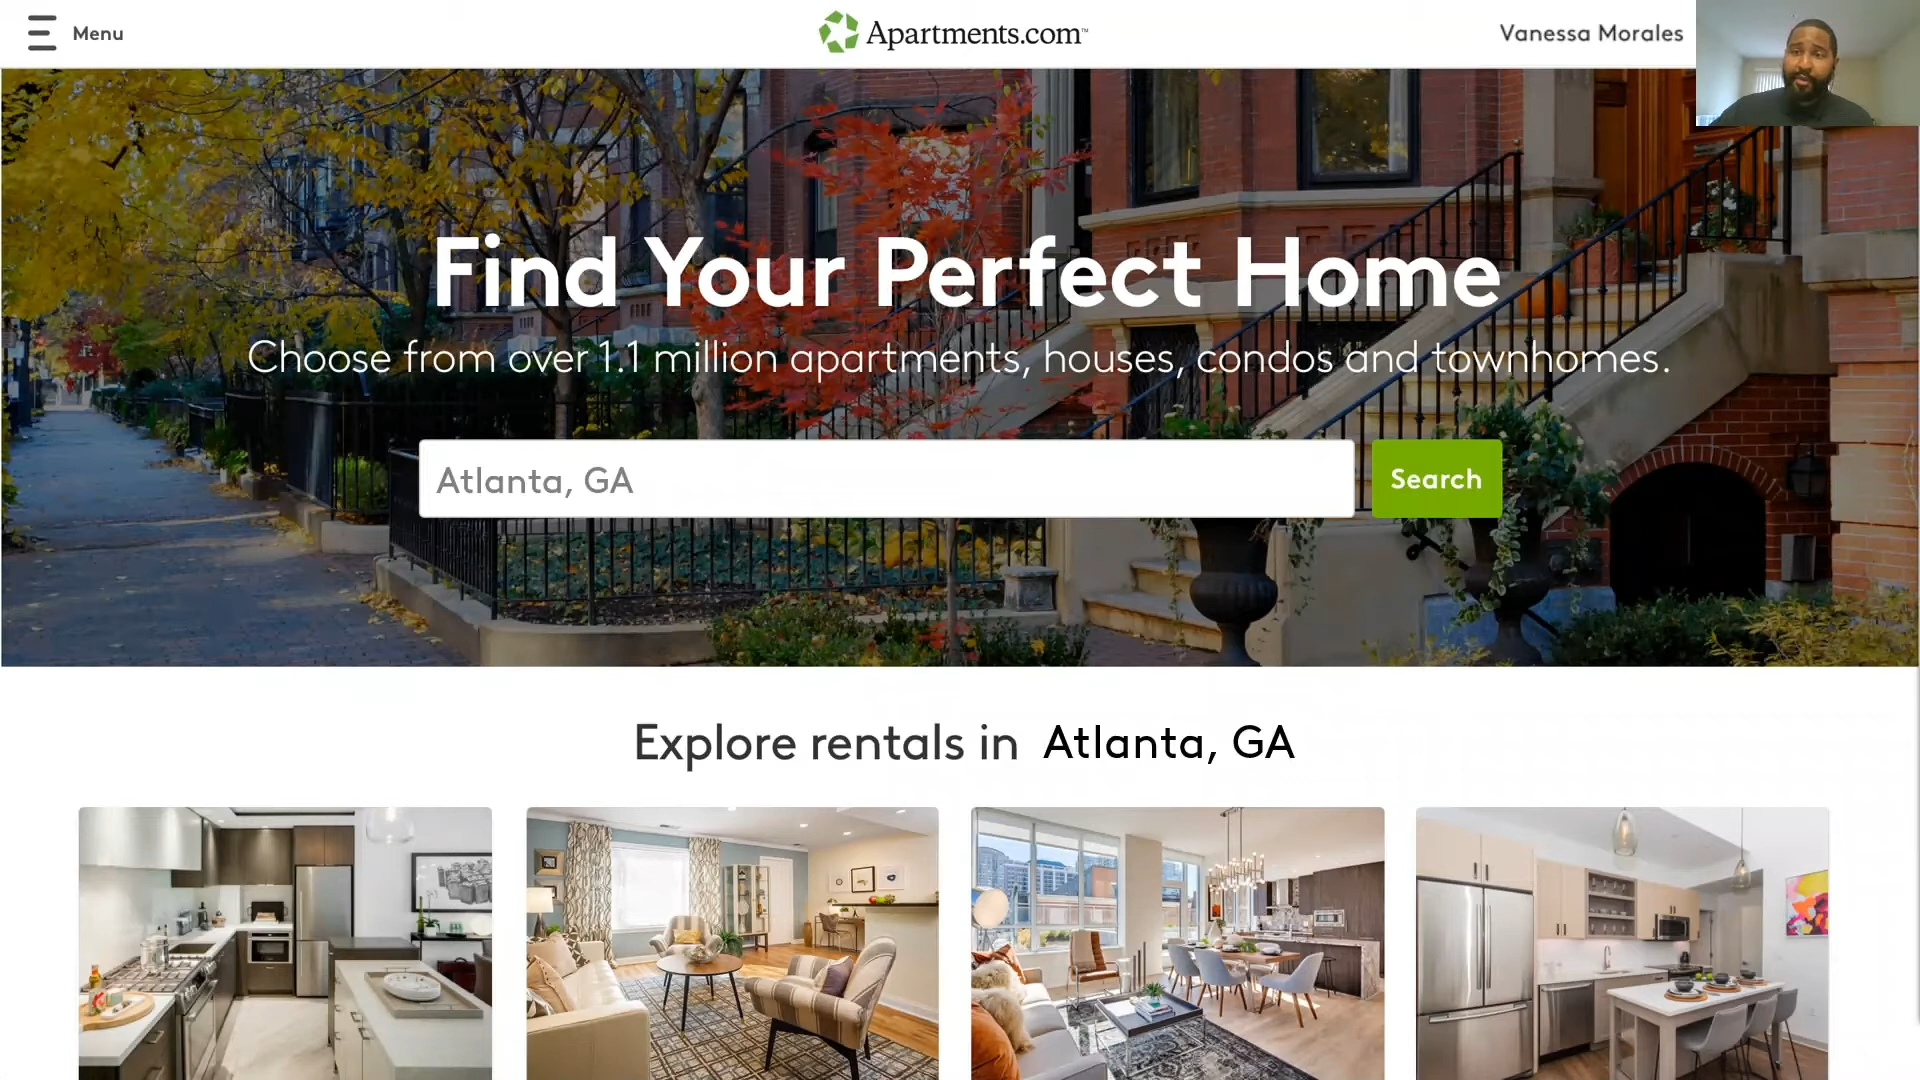 Menu
Apartments.com™
Vanessa Morales
Find Your Perfect Home
Choose from over 1.1 million apartments, houses, condos and townhomes.
Atlanta, GA
Search
Explore rentals in Atlanta, GA